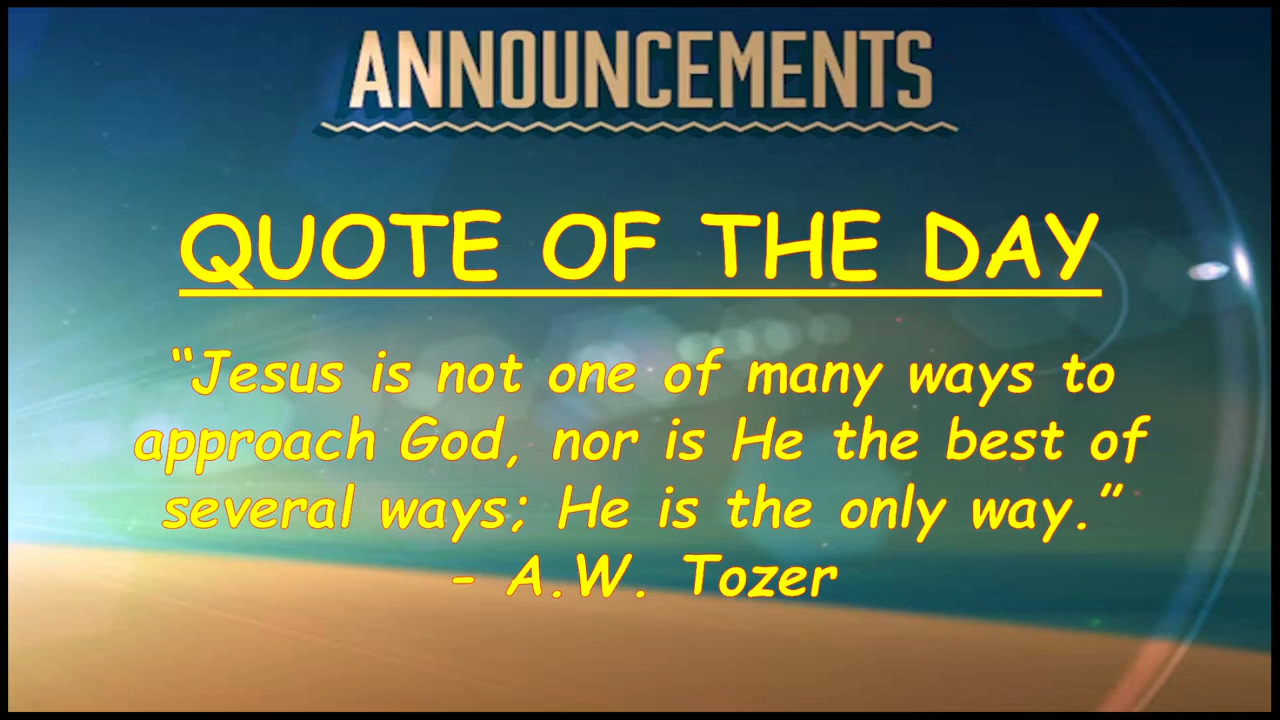 ANNOUNCEMENTS
QUOTE OF THE DAY
“Jesus is not one of many ways to
approach God, nor is He the best of
several ways; He is the only way.”
- A.W. Tozer